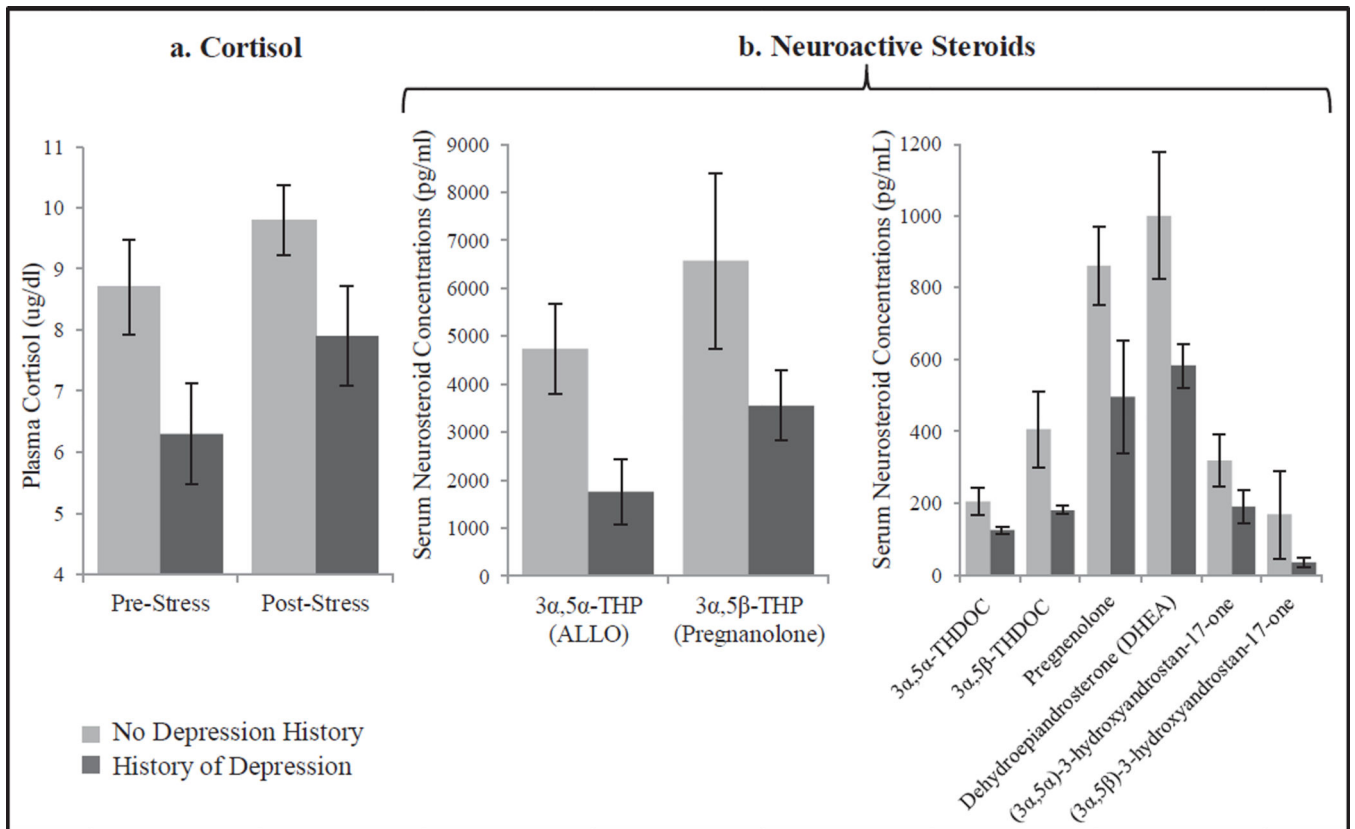 a. Cortisol
b. Neuroactive Steroids
Plasma Cortisol (ug/dl)
11
10
9
8
7
6
5
4
Pre-Stress
Post-Stress
Serum Neurosteroid Concentrations (pg/ml)
9000
8000
7000
6000
5000
4000
3000
2000
1000
0
3α,5α-THP
(ALLO)
3α,5β-THP
(Pregnanolone)
Serum Neurosteroid Concentrations (pg/mL)
1200
1000
800
600
400
200
0
3α,5α-THDOC
3α,5β-THDOC
Pregnenolone
Dehydroepiandrosterone (DHEA)
(3α,5α)-3-hydroxyandrostan-17-one
(3α,5β)-3-hydroxyandrostan-17-one
No Depression History
History of Depression